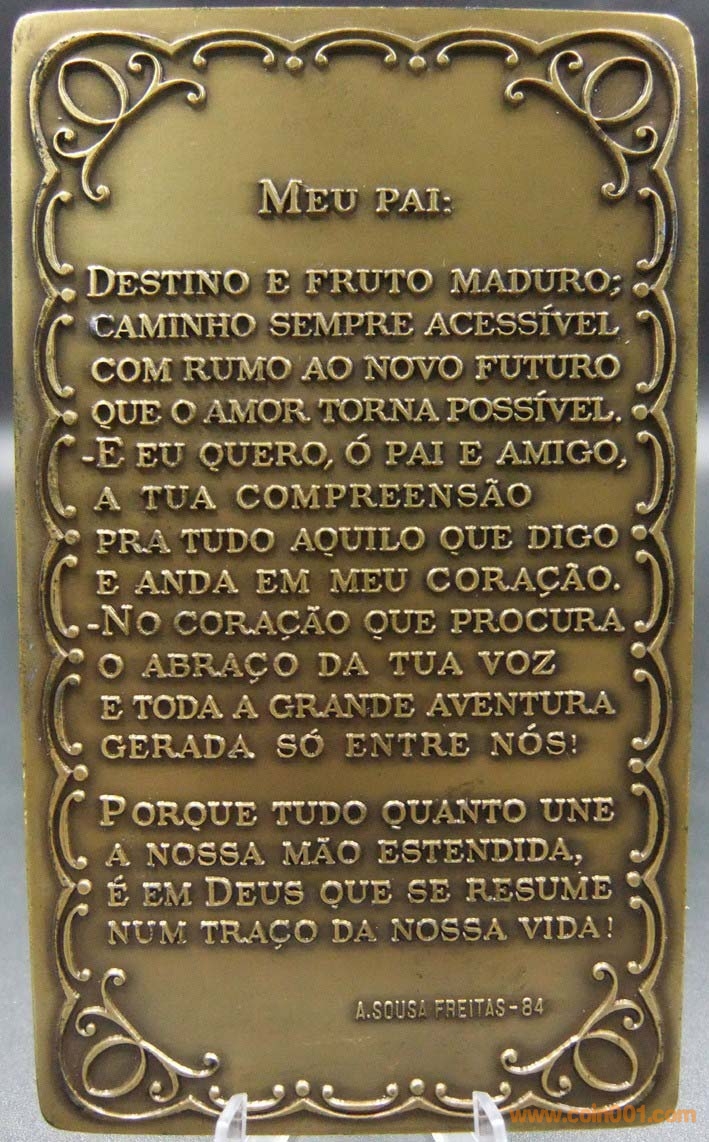 MEU PAI:
DESTINO E FRUTO MADURO;
CAMINHO SEMPRE ACESSÍVEL
COM RUMO AO NOVO FUTURO
QUE O AMOR TORNA POSSÍVEL.
-E EU QUERO, Ó PAI E AMIGO,
A TUA COMPREENSÃO
PRA TUDO AQUILO QUE DIGO
E ANDA EM MEU CORAÇÃO.
-NO CORAÇÃO QUE PROCURA
O ABRAÇO DA TUA VOZ
E TODA A GRANDE AVENTURA
GERADA SÓ ENTRE NÓS!
PORQUE TUDO QUANTO UNE
A NOSSA MÃO ESTENDIDA,
É EM DEUS QUE SE RESUME
NUM TRAÇO DA NOSSA VIDA!
A.SOUSA FREITAS-84
www.coin001.com